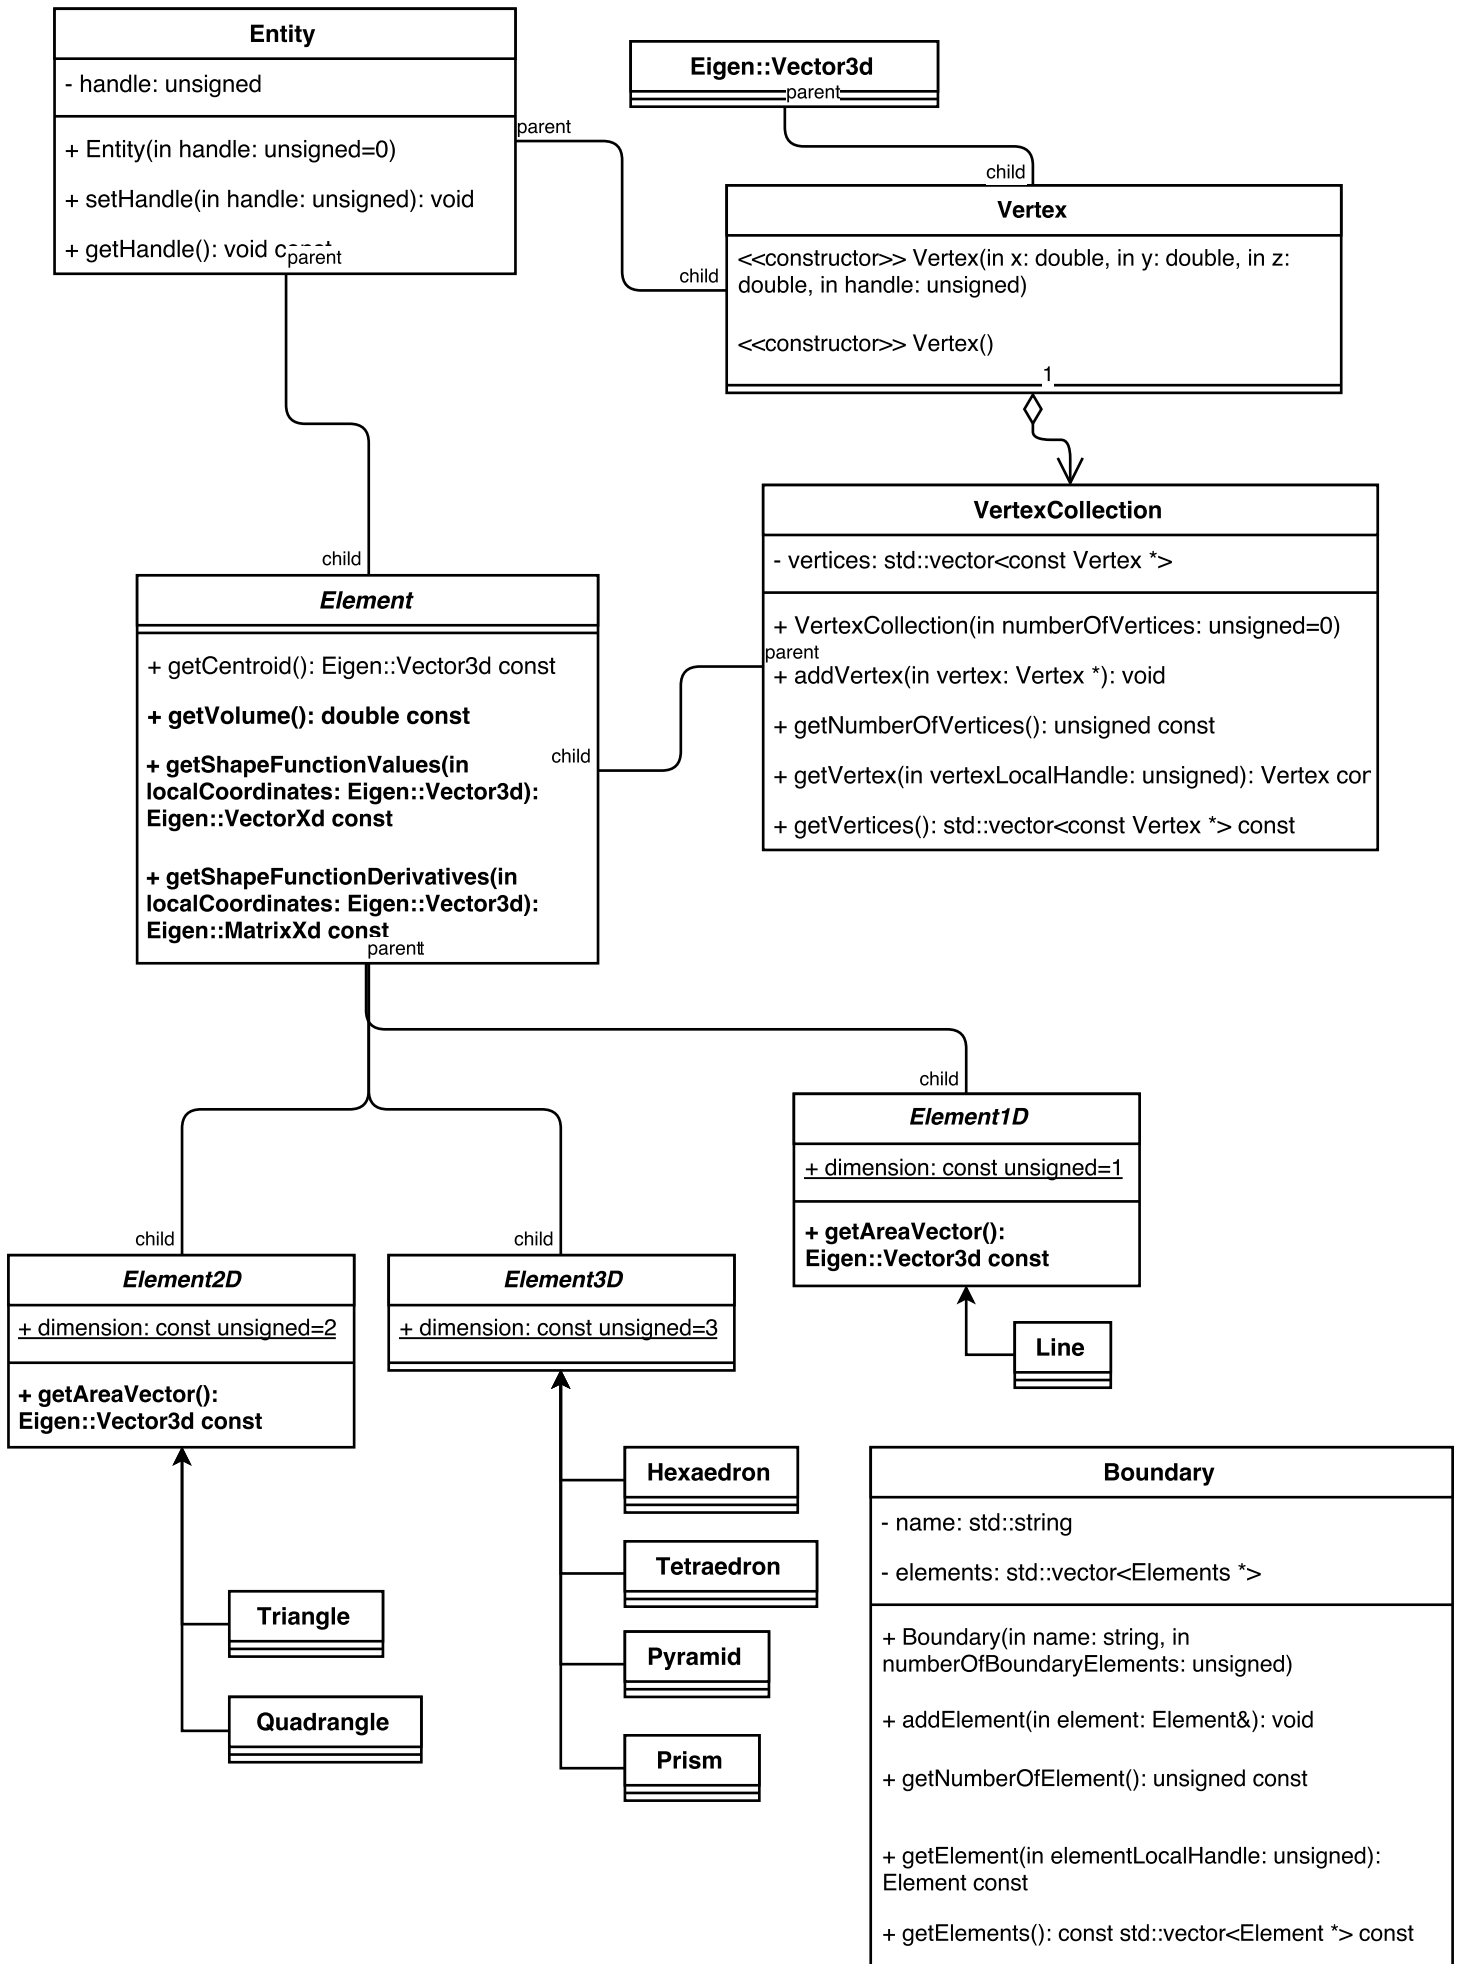 Entity
- handle: unsigned
+ Entity(in handle: unsigned=0)
+ setHandle(in handle: unsigned): void
+ getHandle(): void const
parent
parent
Eigen::Vector3d
parent
child
Vertex
<<constructor>> Vertex(in x: double, in y: double, in z:
double, in handle: unsigned)
<<constructor>> Vertex()
1
child
VertexCollection
- vertices: std::vector<const Vertex *>
+ VertexCollection(in numberOfVertices: unsigned=0)
parent
+ addVertex(in vertex: Vertex *): void
+ getNumberOfVertices(): unsigned const
+ getVertex(in vertexLocalHandle: unsigned): Vertex cor
+ getVertices(): std::vector<const Vertex *> const
child
Element
+ getCentroid(): Eigen::Vector3d const
+ getVolume(): double const
child
+ getShapeFunctionValues(in
localCoordinates: Eigen::Vector3d):
Eigen::VectorXd const
+ getShapeFunctionDerivatives(in
localCoordinates: Eigen::Vector3d):
Eigen::MatrixXd const
parent
child
Element1D
+ dimension: const unsigned=1
+ getAreaVector():
Eigen::Vector3d const
Line
child
Element2D
+ dimension: const unsigned=2
+ getAreaVector():
Eigen::Vector3d const
Triangle
Quadrangle
child
Element3D
+ dimension: const unsigned=3
Hexaedron
Tetraedron
Pyramid
Prism
Boundary
- name: std::string
- elements: std::vector<Elements *>
+ Boundary(in name: string, in
numberOfBoundaryElements: unsigned)
+ addElement(in element: Element&): void
+ getNumberOfElement(): unsigned const
+ getElement(in elementLocalHandle: unsigned):
Element const
+ getElements(): const std::vector<Element *> const